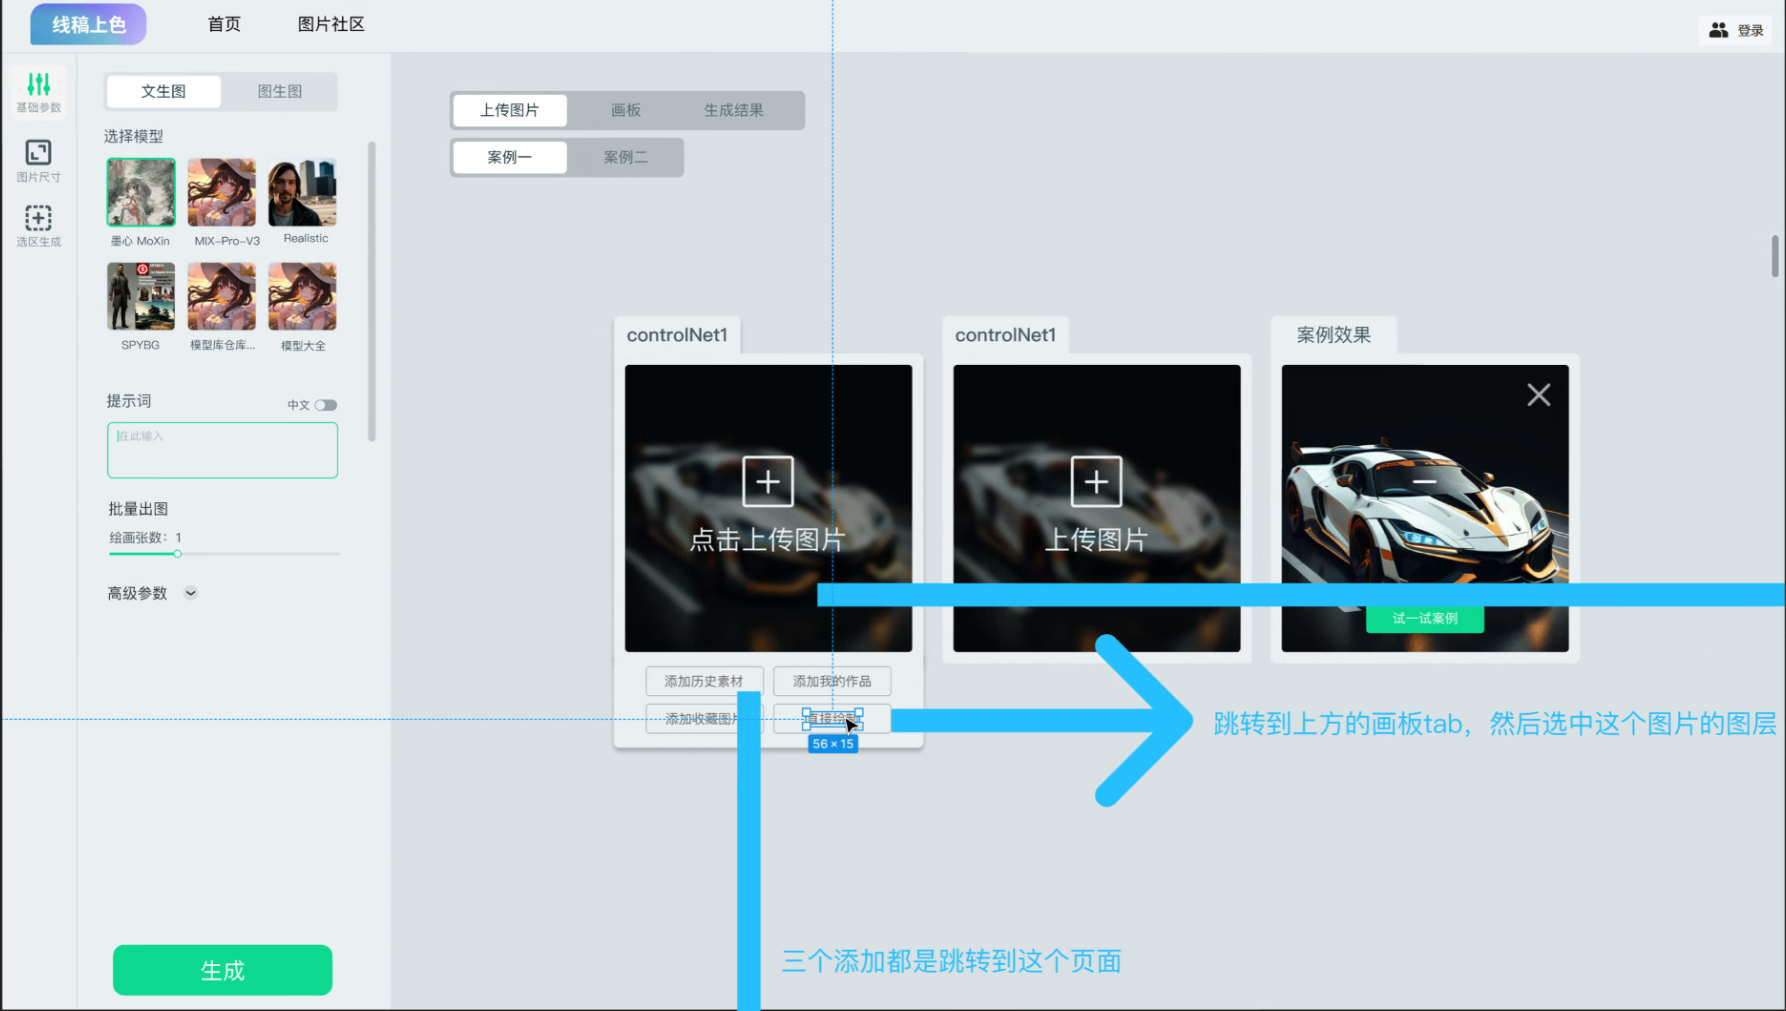 线稿上色
首页
图片社区
登录
基础参数
图片尺寸
选区生成
文生图
图生图
选择模型
墨心 MoXin
MIX-Pro-V3
Realistic
SPYBG
模型库仓库...
模型大全
提示词
中文
在此输入
批量出图
绘画张数：1
高级参数
生成
上传图片
画板
生成结果
案例一
案例二
controlNet1
点击上传图片
添加历史素材
添加我的作品
添加收藏图片
直接绘制
56 × 15
controlNet1
上传图片
案例效果
试一试案例
跳转到上方的画板tab，然后选中这个图片的图层
三个添加都是跳转到这个页面